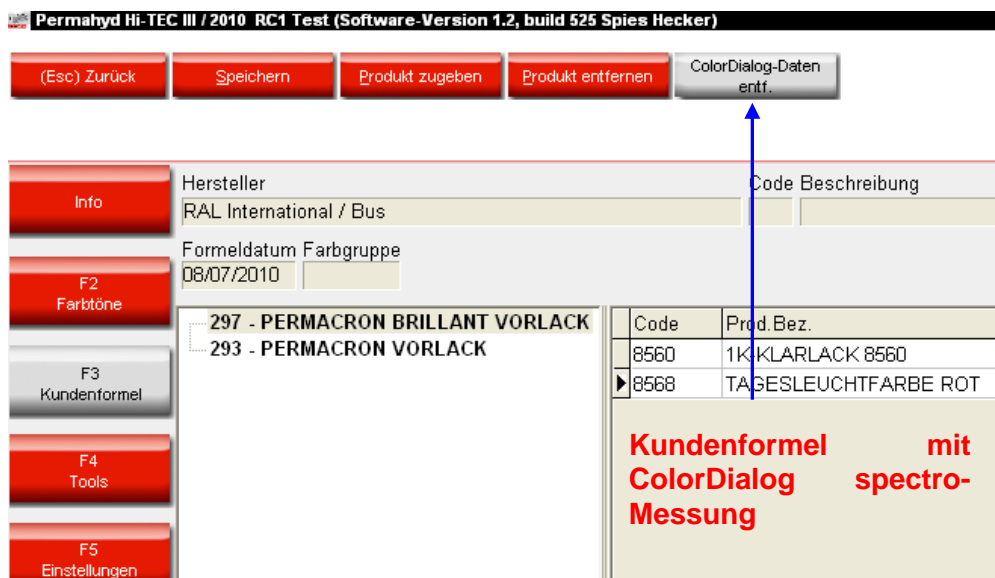 Permahyd Hi-TEC III / 2010 RC1 Test (Software-Version 1.2, build 525 Spies Hecker)
(Esc) Zurück
Speichern
Produkt zugeben
Produkt entfernen
ColorDialog-Daten
entf.
Info
Hersteller
Code Beschreibung
RAL International / Bus
Formeldatum Farbgruppe
08/07/2010
F2
Farbtöne
297 - PERMACRON BRILLANT VORLACK
293 - PERMACRON VORLACK
Code Prod.Bez.
8560 1K-KLARLACK 8560
8568 TAGESLEUCHTFARBE ROT
F3
Kundenformel
F4
Tools
F5
Einstellungen
Kundenformel mit
ColorDialog spectro-
Messung